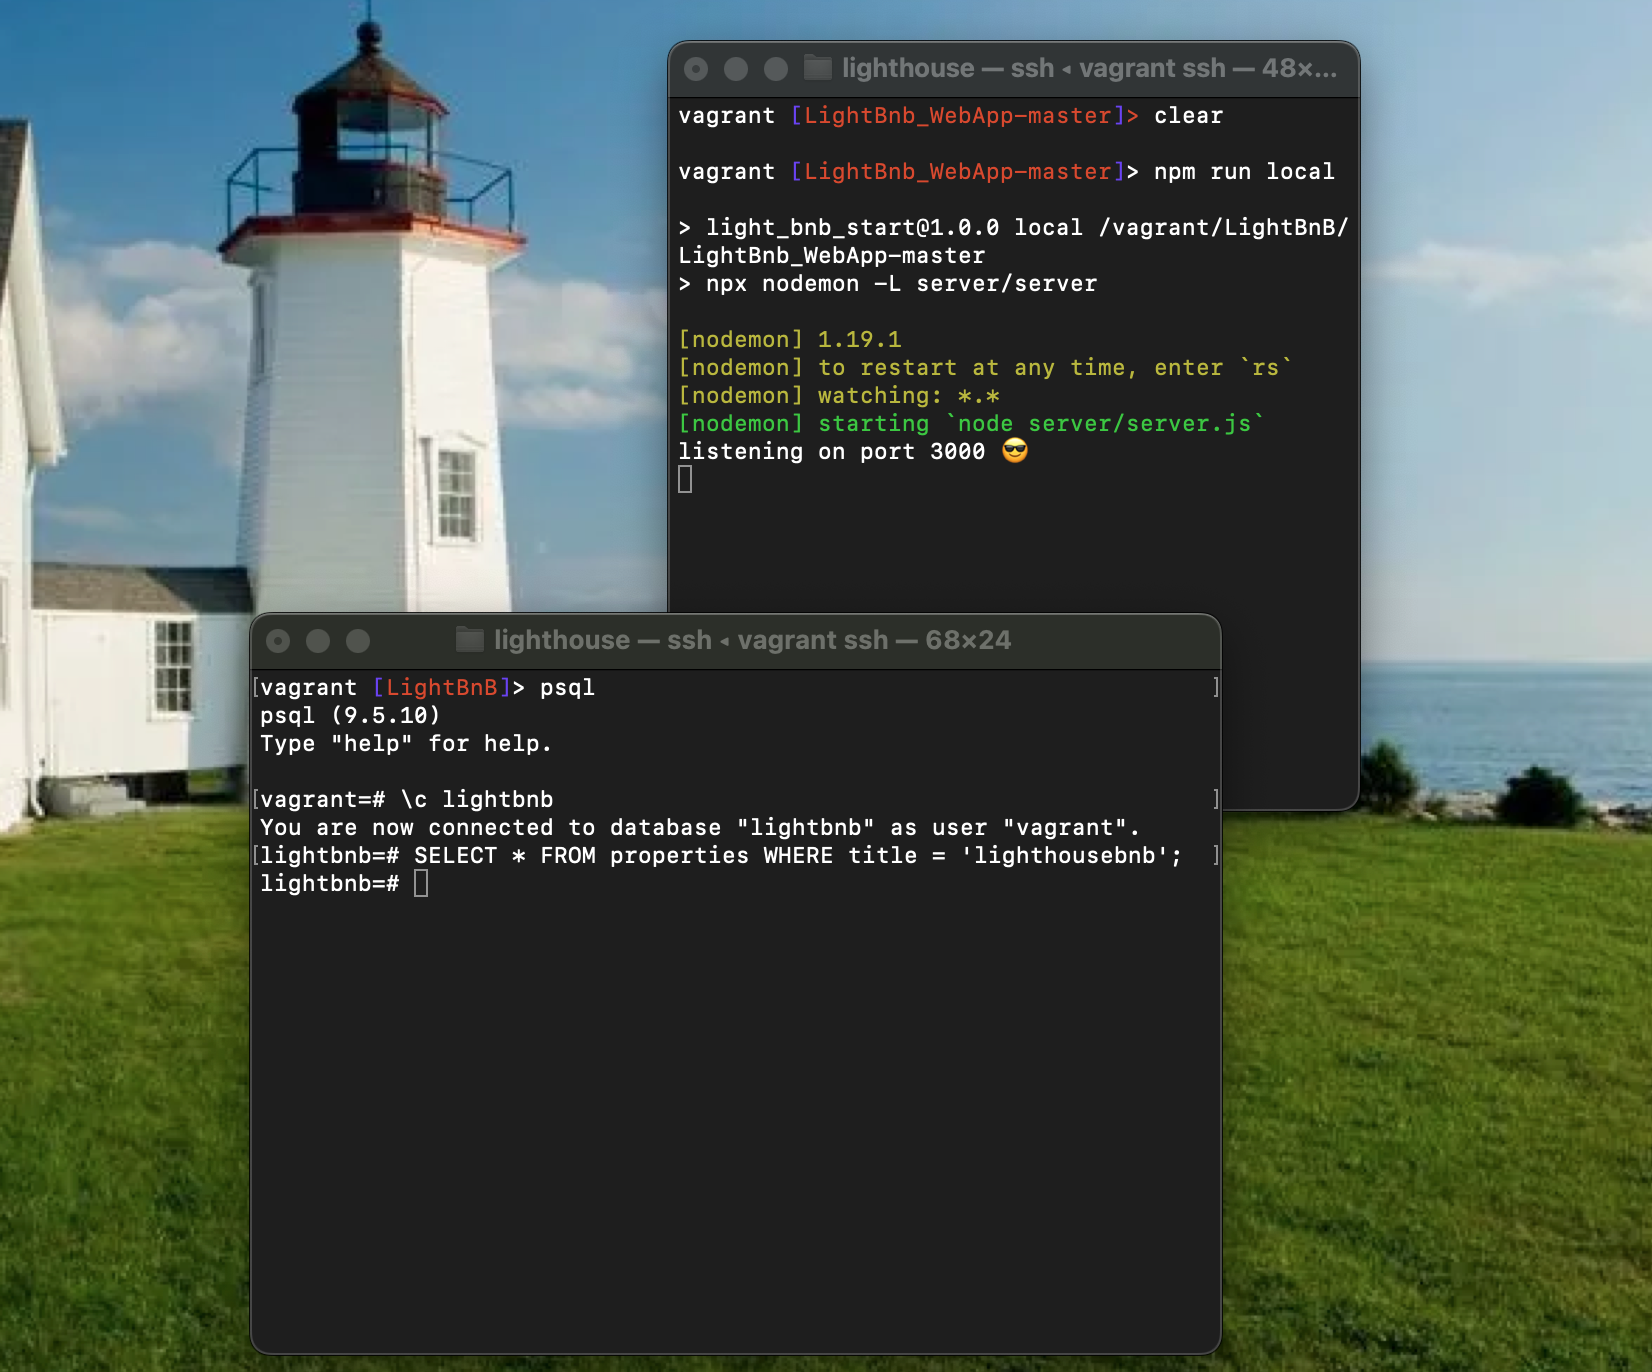 lighthouse — ssh ◂ vagrant ssh — 48×...
vagrant [LightBnb_WebApp-master]> clear
vagrant [LightBnb_WebApp-master]> npm run local
> light_bnb_start@1.0.0 local /vagrant/LightBnB/
LightBnb_WebApp-master
> npx nodemon -L server/server
[nodemon] 1.19.1
[nodemon] to restart at any time, enter `rs`
[nodemon] watching: *.*
[nodemon] starting `node server/server.js`
listening on port 3000 😎
lighthouse — ssh ◂ vagrant ssh — 68×24
[vagrant [LightBnB]> psql ]
psql (9.5.10)
Type "help" for help.
[vagrant=# \c lightbnb ]
You are now connected to database "lightbnb" as user "vagrant".
[lightbnb=# SELECT * FROM properties WHERE title = 'lighthousebnb'; ]
lightbnb=#